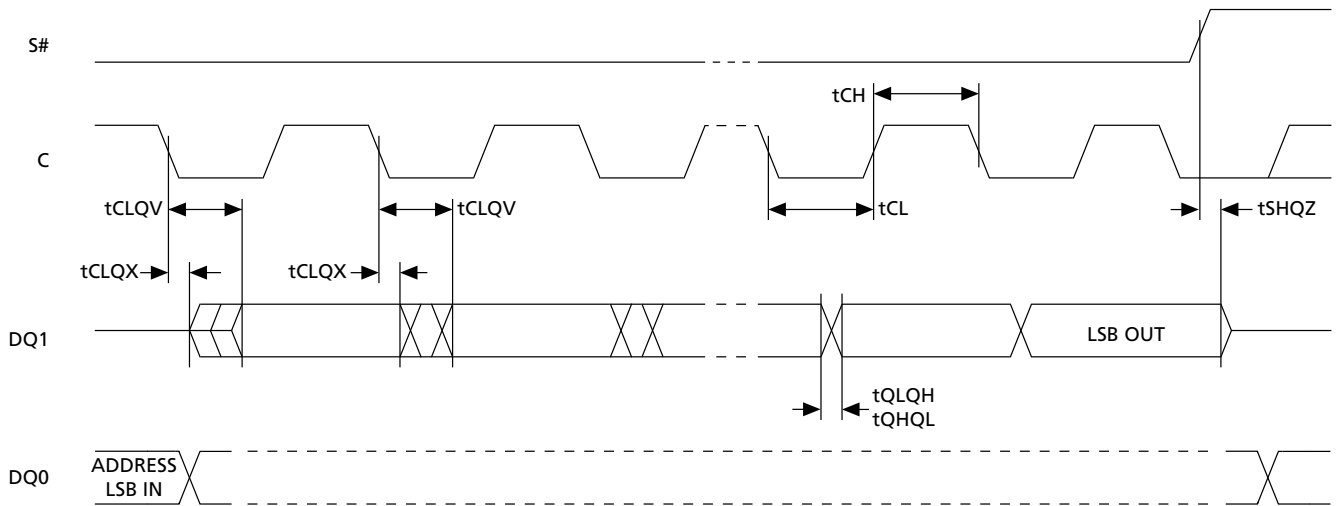 S#
tCH
C
tCLQV
tCLQV
tCL
tSHQZ
tCLQX
tCLQX
DQ1
LSB OUT
tQLQH
tQHQL
DQ0
ADDRESS
LSB IN